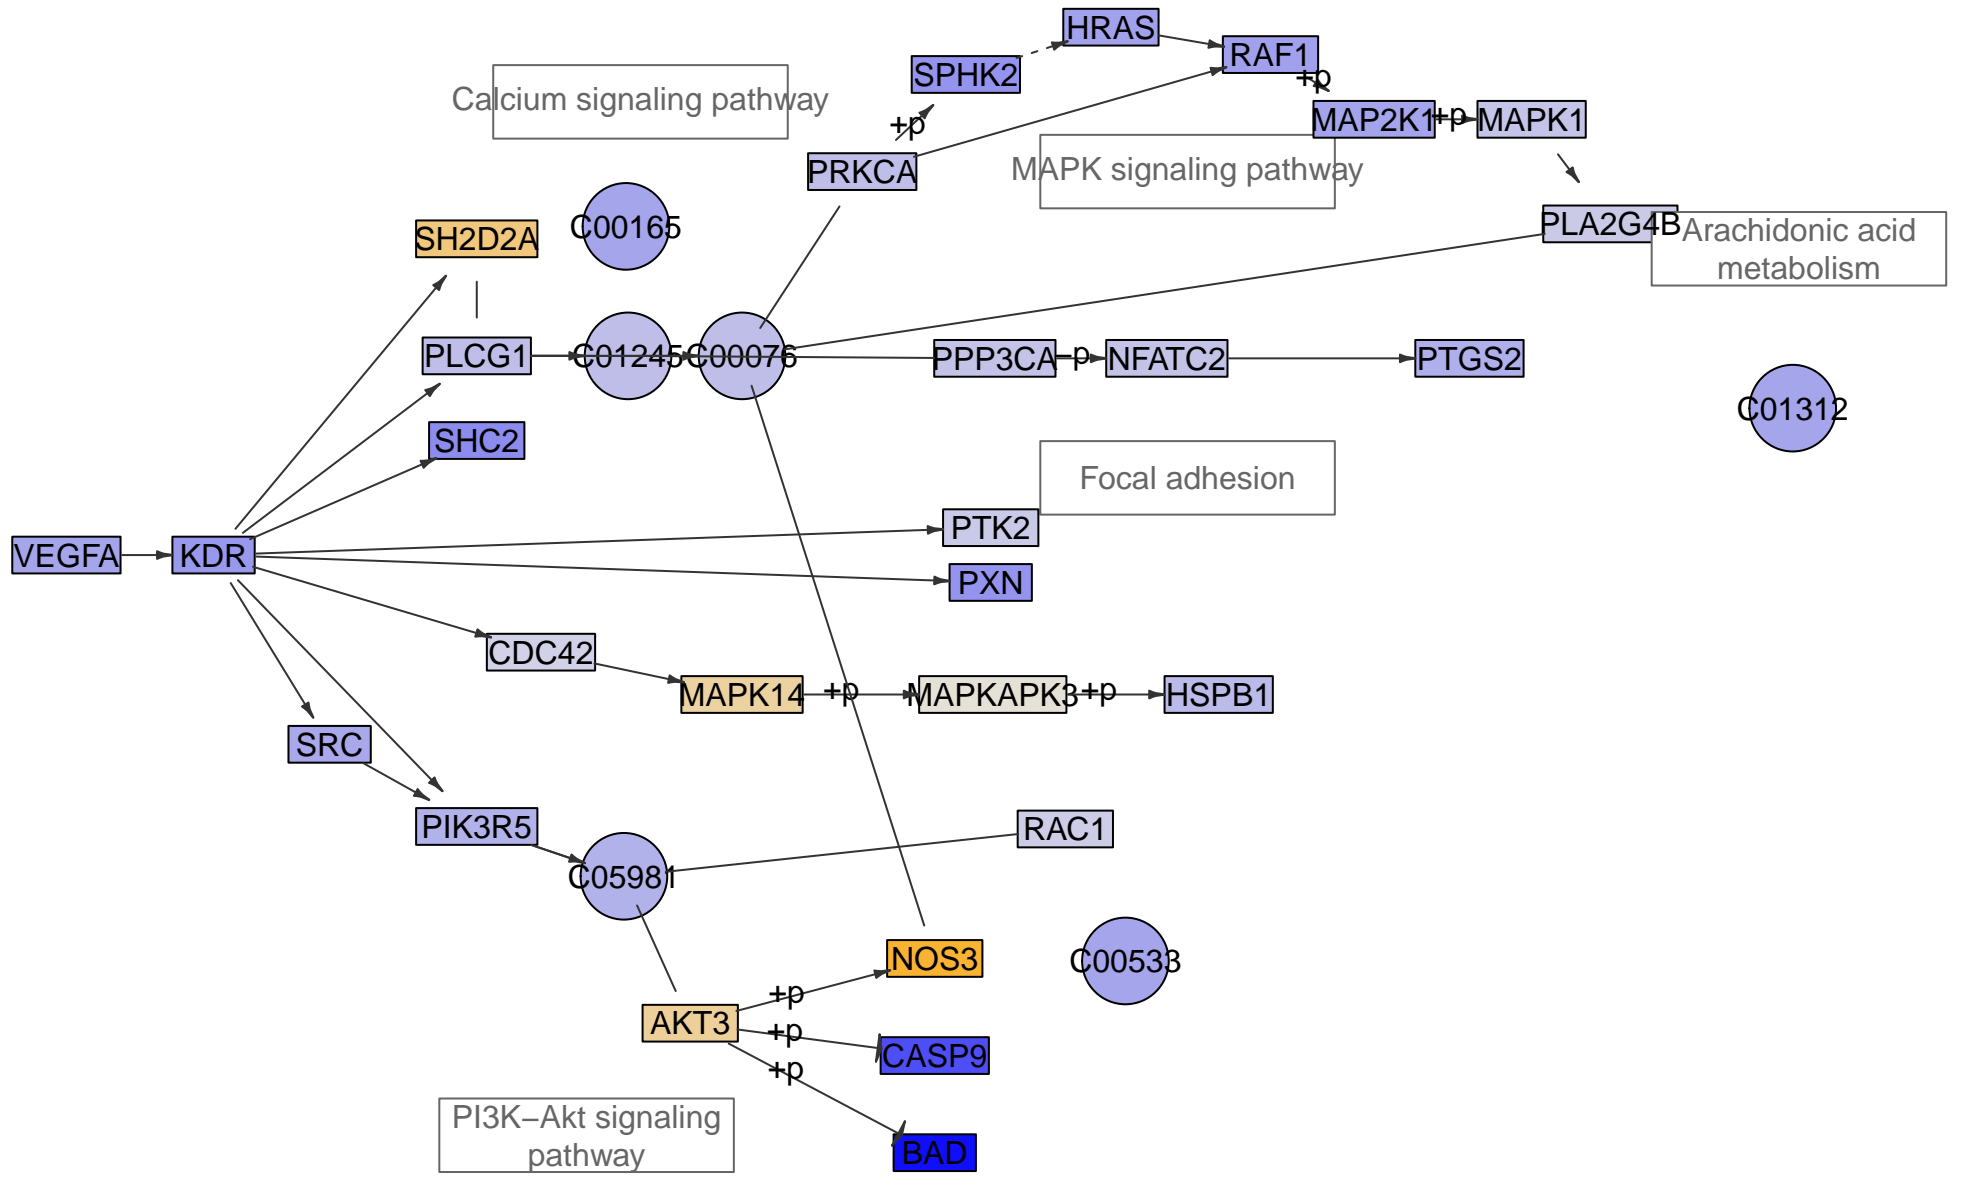 HRAS
RAF1
+p
SPHK2
Calcium signaling pathway
+p
MAP2K1
+p
MAPK1
PRKCA
MAPK signaling pathway
C00165
SH2D2A
PLA2G4B
Arachidonic acid
metabolism
PLCG1
C01245
C00076
PPP3CA
−p
NFATC2
PTGS2
C01312
SHC2
Focal adhesion
PTK2
VEGFA
KDR
PXN
CDC42
MAPK14
+p
MAPKAPK3
+p
HSPB1
SRC
PIK3R5
RAC1
C05981
NOS3
C00533
+p
AKT3
+p
CASP9
+p
PI3K−Akt signaling
pathway
BAD